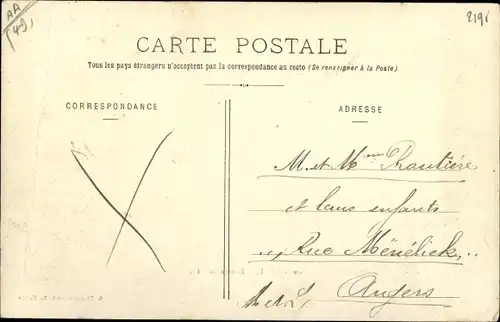 AA
(49)
2196
CARTE POSTALE
Tous les pays étrangers n'acceptent pas la correspondance au recto (Se renseigner à la Poste)
CORRESPONDANCE
ADRESSE
M. et Mme
et leurs enfants
Rue Ménélick
Angers